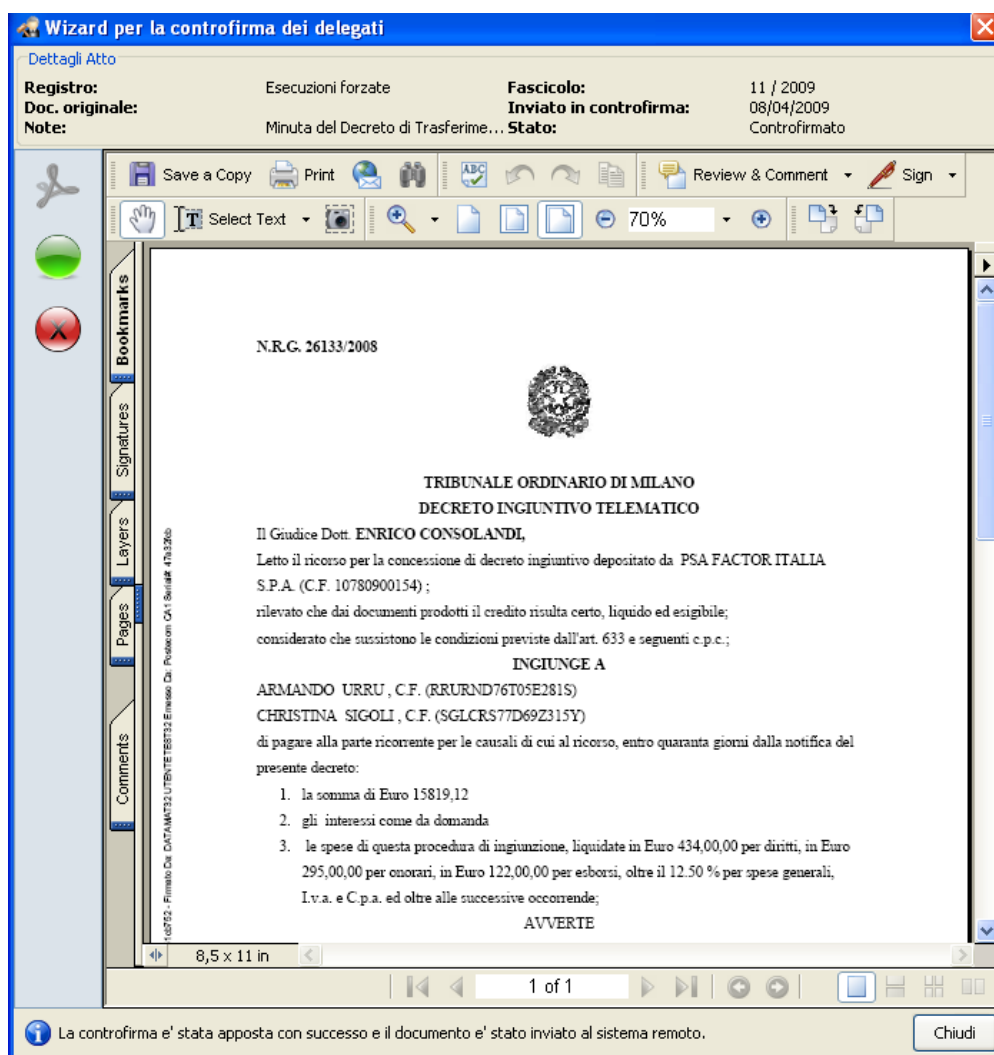 Wizard per la controfirma dei delegati
Dettagli Atto
Registro: Esecuzioni forzate Fascicolo: 11 / 2009
Doc. originale: Inviato in controfirma: 08/04/2009
Note: Minuta del Decreto di Trasferime... Stato: Controfirmato
Save a Copy Print ABC Review & Comment Sign
T Select Text 70%
Bookmarks
Signatures
Layers
Pages
Comments
N.R.G. 26133/2008
TRIBUNALE ORDINARIO DI MILANO
DECRETO INGIUNTIVO TELEMATICO
Il Giudice Dott. ENRICO CONSOLANDI,
Letto il ricorso per la concessione di decreto ingiuntivo depositato da PSA FACTOR ITALIA
S.P.A. (C.F. 10780900154) ;
rilevato che dai documenti prodotti il credito risulta certo, liquido ed esigibile;
considerato che sussistono le condizioni previste dall'art. 633 e seguenti c.p.c.;
INGIUNGE A
ARMANDO URRU , C.F. (RRURND76T05E281S)
CHRISTINA SIGOLI , C.F. (SGLCRS77D69Z315Y)
di pagare alla parte ricorrente per le causali di cui al ricorso, entro quaranta giorni dalla notifica del
presente decreto:
1. la somma di Euro 15819,12
2. gli interessi come da domanda
3. le spese di questa procedura di ingiunzione, liquidate in Euro 434,00,00 per diritti, in Euro
295,00,00 per onorari, in Euro 122,00,00 per esborsi, oltre il 12.50 % per spese generali,
I.v.a. e C.p.a. ed oltre alle successive occorrende;
AVVERTE
Firmato Da: DATAMAT32 UTENTETEST32 Emesso Da: Postecom CA1 Serial#:
8,5 x 11 in
1 of 1
La controfirma e' stata apposta con successo e il documento e' stato inviato al sistema remoto. Chiudi